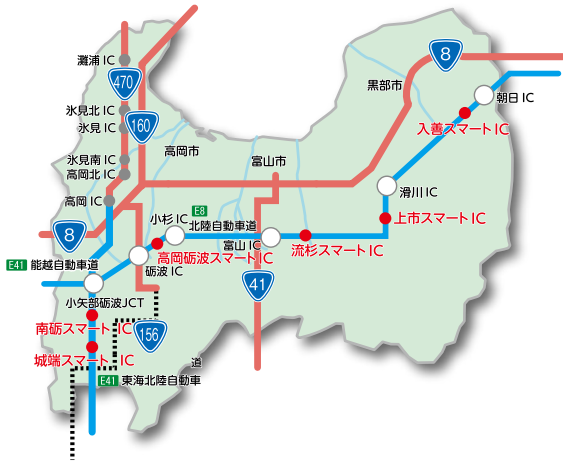 灘浦 IC
470
氷見北 IC
氷見 IC
160
高岡市
氷見南 IC
高岡北 IC
高岡 IC
8
黒部市
朝日 IC
入善スマート IC
富山市
滑川 IC
上市スマート IC
8
小杉 IC
E8
北陸自動車道
富山 IC
流杉スマート IC
高岡砺波スマート IC
砺波 IC
E41 能越自動車道
小矢部砺波JCT
41
南砺スマート IC
156
城端スマート IC
道
E41 東海北陸自動車